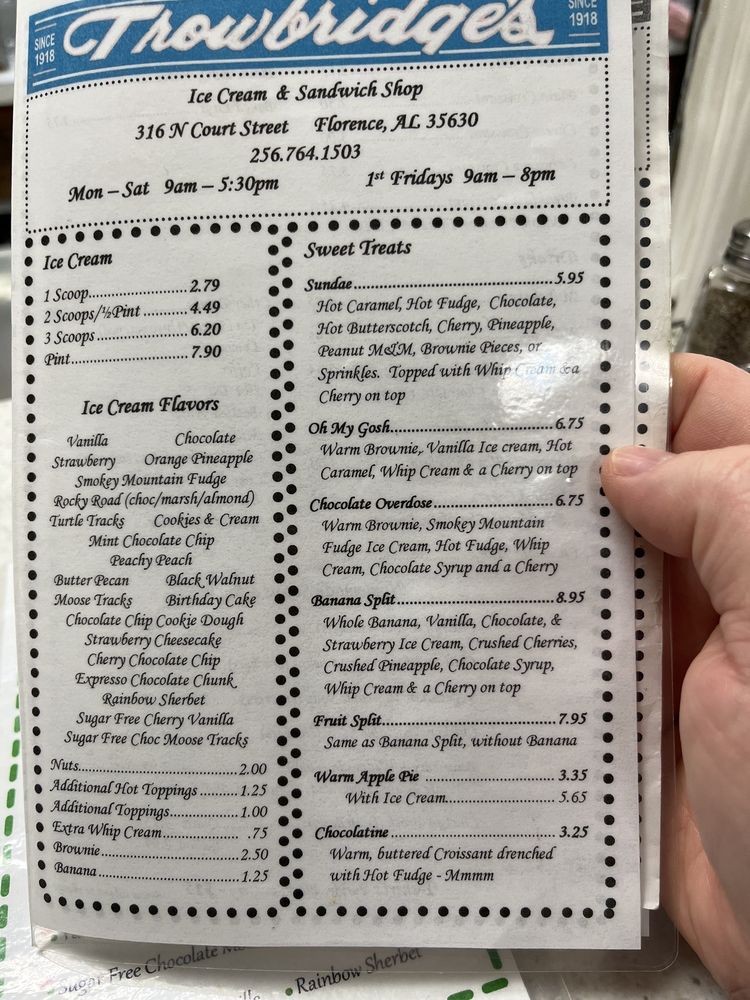 SINCE 1918
Trowbridge's
SINCE 1918
Ice Cream & Sandwich Shop
316 N Court Street Florence, AL 35630
256.764.1503
Mon – Sat 9am – 5:30pm 1st Fridays 9am – 8pm
Ice Cream
1 Scoop 2.79
2 Scoops/½Pint 4.49
3 Scoops 6.20
Pint 7.90
Ice Cream Flavors
Vanilla Chocolate
Strawberry Orange Pineapple
Smokey Mountain Fudge
Rocky Road (choc/marsh/almond)
Turtle Tracks Cookies & Cream
Mint Chocolate Chip
Peachy Peach
Butter Pecan Black Walnut
Moose Tracks Birthday Cake
Chocolate Chip Cookie Dough
Strawberry Cheesecake
Cherry Chocolate Chip
Expresso Chocolate Chunk
Rainbow Sherbet
Sugar Free Cherry Vanilla
Sugar Free Choc Moose Tracks
Nuts 2.00
Additional Hot Toppings 1.25
Additional Toppings 1.00
Extra Whip Cream .75
Brownie 2.50
Banana 1.25
Sweet Treats
Sundae 5.95
Hot Caramel, Hot Fudge, Chocolate,
Hot Butterscotch, Cherry, Pineapple,
Peanut M&M, Brownie Pieces, or
Sprinkles. Topped with Whip Cream & a
Cherry on top
Oh My Gosh 6.75
Warm Brownie, Vanilla Ice cream, Hot
Caramel, Whip Cream & a Cherry on top
Chocolate Overdose 6.75
Warm Brownie, Smokey Mountain
Fudge Ice Cream, Hot Fudge, Whip
Cream, Chocolate Syrup and a Cherry
Banana Split 8.95
Whole Banana, Vanilla, Chocolate, &
Strawberry Ice Cream, Crushed Cherries,
Crushed Pineapple, Chocolate Syrup,
Whip Cream & a Cherry on top
Fruit Split 7.95
Same as Banana Split, without Banana
Warm Apple Pie 3.35
With Ice Cream 5.65
Chocolatine 3.25
Warm, buttered Croissant drenched
with Hot Fudge - Mmmm
Sugar Free Chocolate
• Rainbow Sherbet